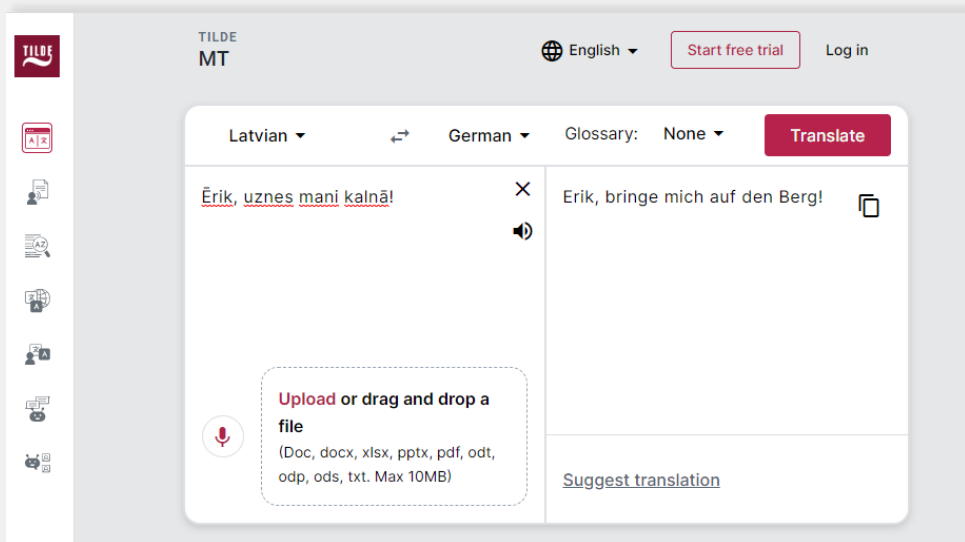 TILDE
TILDE
MT
English
Start free trial
Log in
Latvian
German
Glossary:
None
Translate
Ērik, uznes mani kalnā!
Erik, bringe mich auf den Berg!
Upload or drag and drop a
file
(Doc, docx, xlsx, pptx, pdf, odt,
odp, ods, txt. Max 10MB)
Suggest translation
A
AZ
A
A